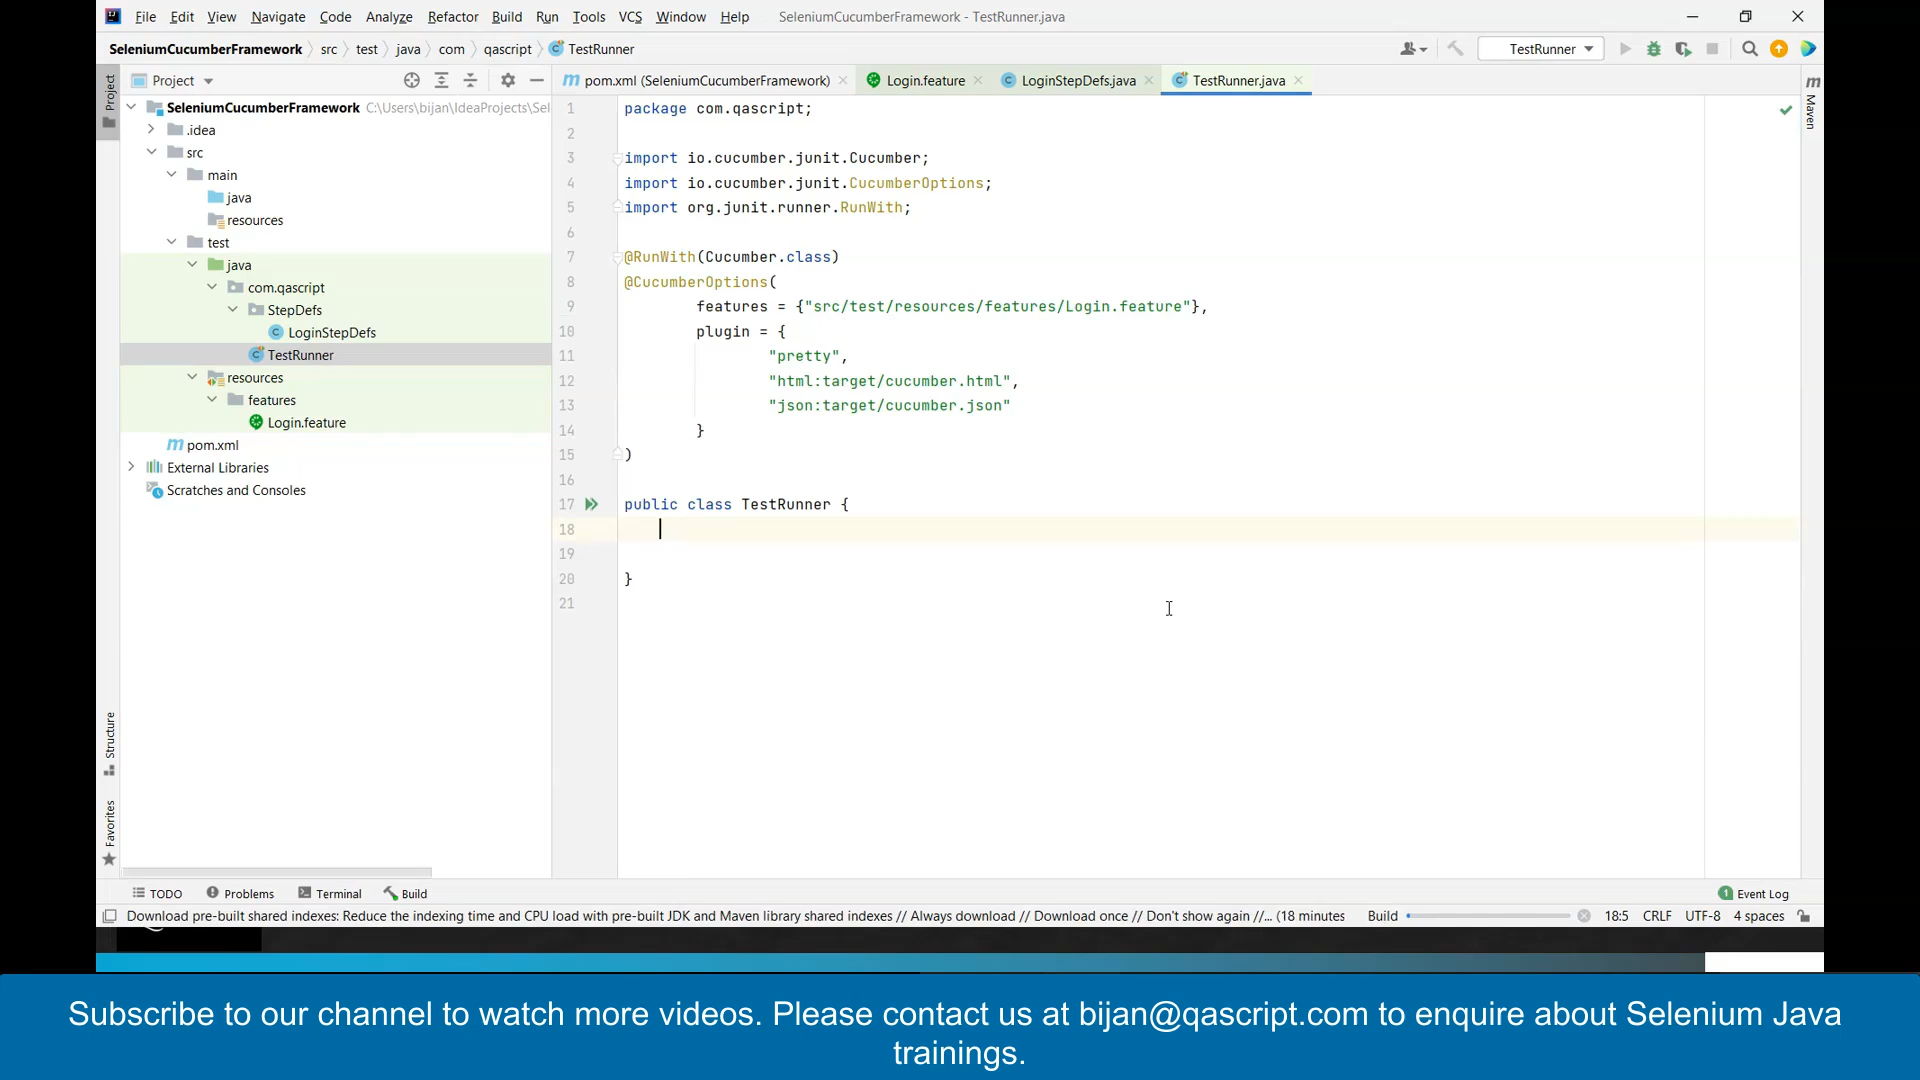 File Edit View Navigate Code Analyze Refactor Build Run Tools VCS Window Help SeleniumCucumberFramework - TestRunner.java
SeleniumCucumberFramework src test java com qascript TestRunner
TestRunner
Project
Project
pom.xml (SeleniumCucumberFramework) Login.feature LoginStepDefs.java TestRunner.java
Maven
SeleniumCucumberFramework C:\Users\bijan\IdeaProjects\Sel
.idea
src
main
java
resources
test
java
com.qascript
StepDefs
LoginStepDefs
TestRunner
resources
features
Login.feature
pom.xml
External Libraries
Scratches and Consoles
Structure
Favorites
1 package com.qascript;
2
3 import io.cucumber.junit.Cucumber;
4 import io.cucumber.junit.CucumberOptions;
5 import org.junit.runner.RunWith;
6
7 @RunWith(Cucumber.class)
8 @CucumberOptions(
9 features = {"src/test/resources/features/Login.feature"},
10 plugin = {
11 "pretty",
12 "html:target/cucumber.html",
13 "json:target/cucumber.json"
14 }
15 )
16
17 public class TestRunner {
18
19
20 }
21
TODO Problems Terminal Build 1 Event Log
Download pre-built shared indexes: Reduce the indexing time and CPU load with pre-built JDK and Maven library shared indexes // Always download // Download once // Don't show again //... (18 minutes Build 18:5 CRLF UTF-8 4 spaces
Subscribe to our channel to watch more videos. Please contact us at bijan@qascript.com to enquire about Selenium Java
trainings.